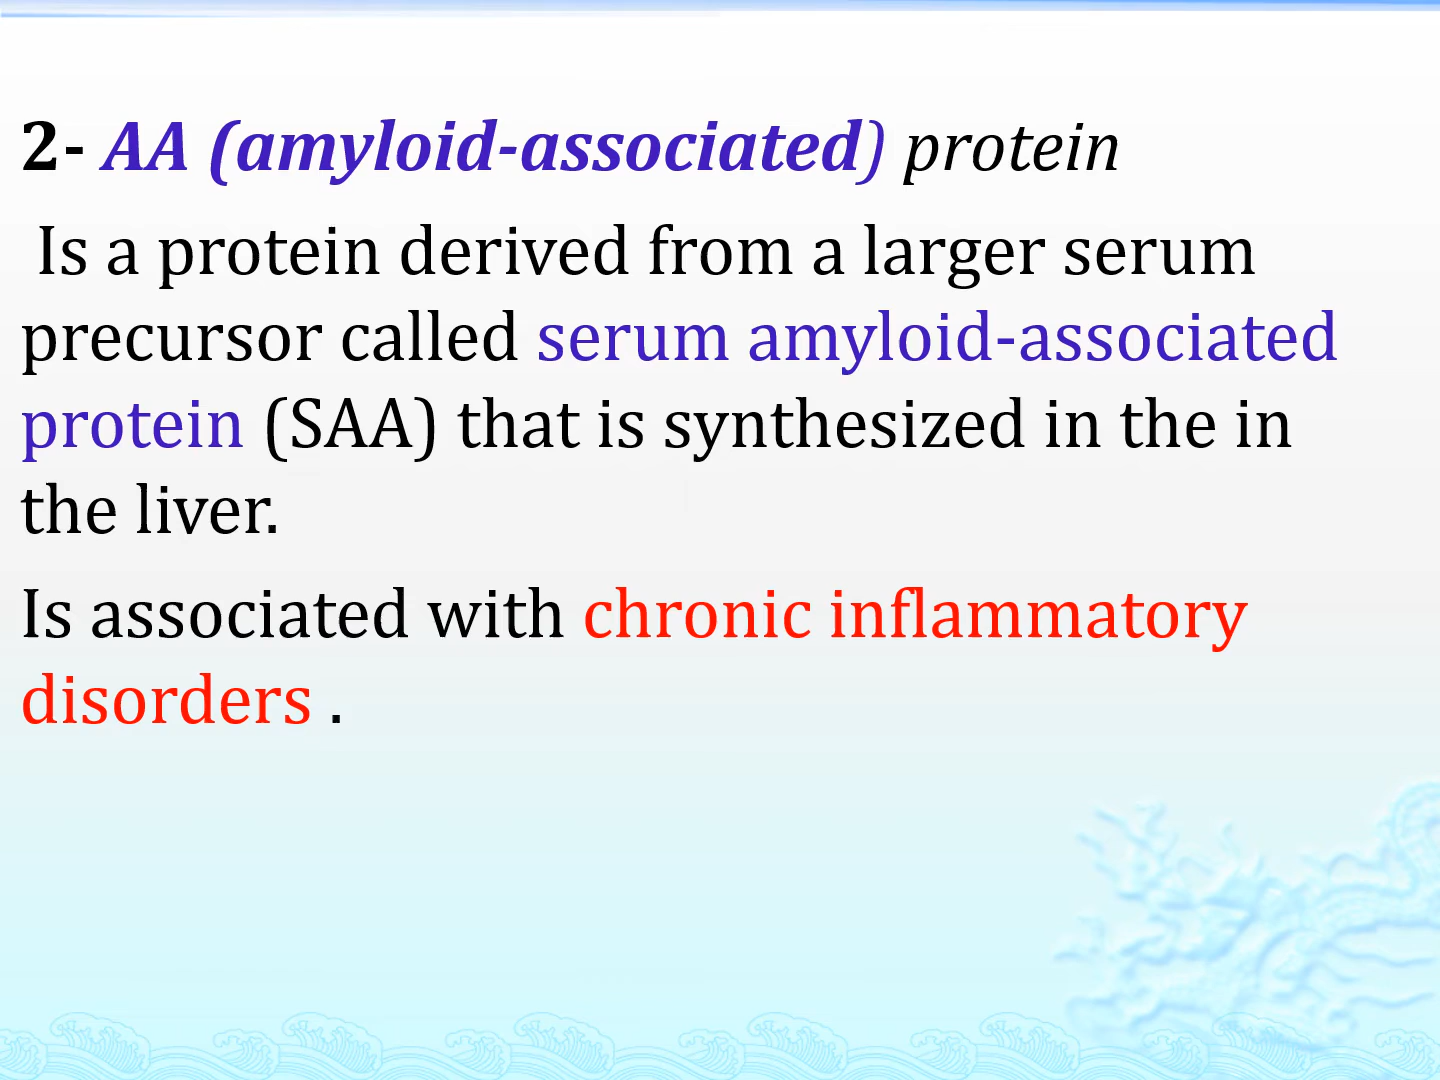 2- AA (amyloid-associated) protein
Is a protein derived from a larger serum
precursor called serum amyloid-associated
protein (SAA) that is synthesized in the in
the liver.
Is associated with chronic inflammatory
disorders .